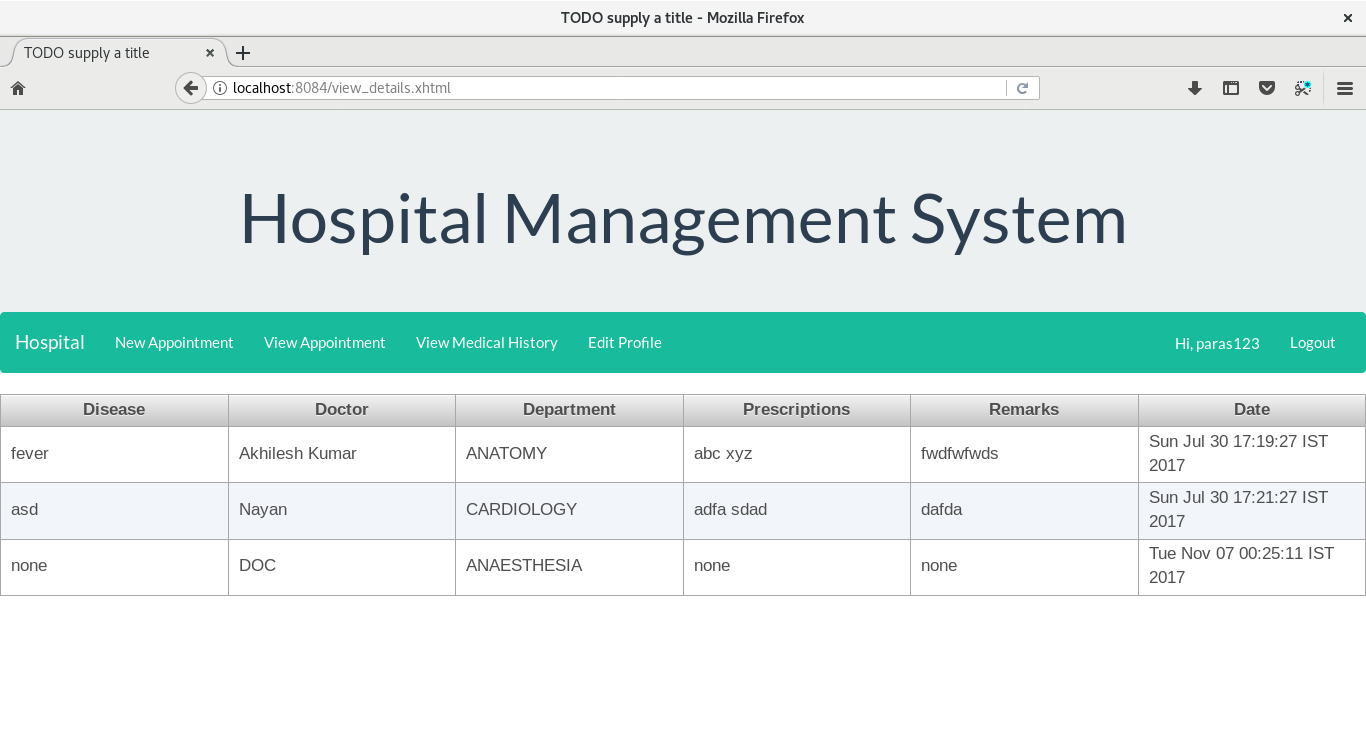 TODO supply a title - Mozilla Firefox
TODO supply a title
localhost:8084/view_details.xhtml
Hospital Management System
Hospital New Appointment View Appointment View Medical History Edit Profile Hi, paras123 Logout
Disease Doctor Department Prescriptions Remarks Date
fever Akhilesh Kumar ANATOMY abc xyz fwdfwfwds Sun Jul 30 17:19:27 IST
2017
asd Nayan CARDIOLOGY adfa sdad dafda Sun Jul 30 17:21:27 IST
2017
none DOC ANAESTHESIA none none Tue Nov 07 00:25:11 IST
2017